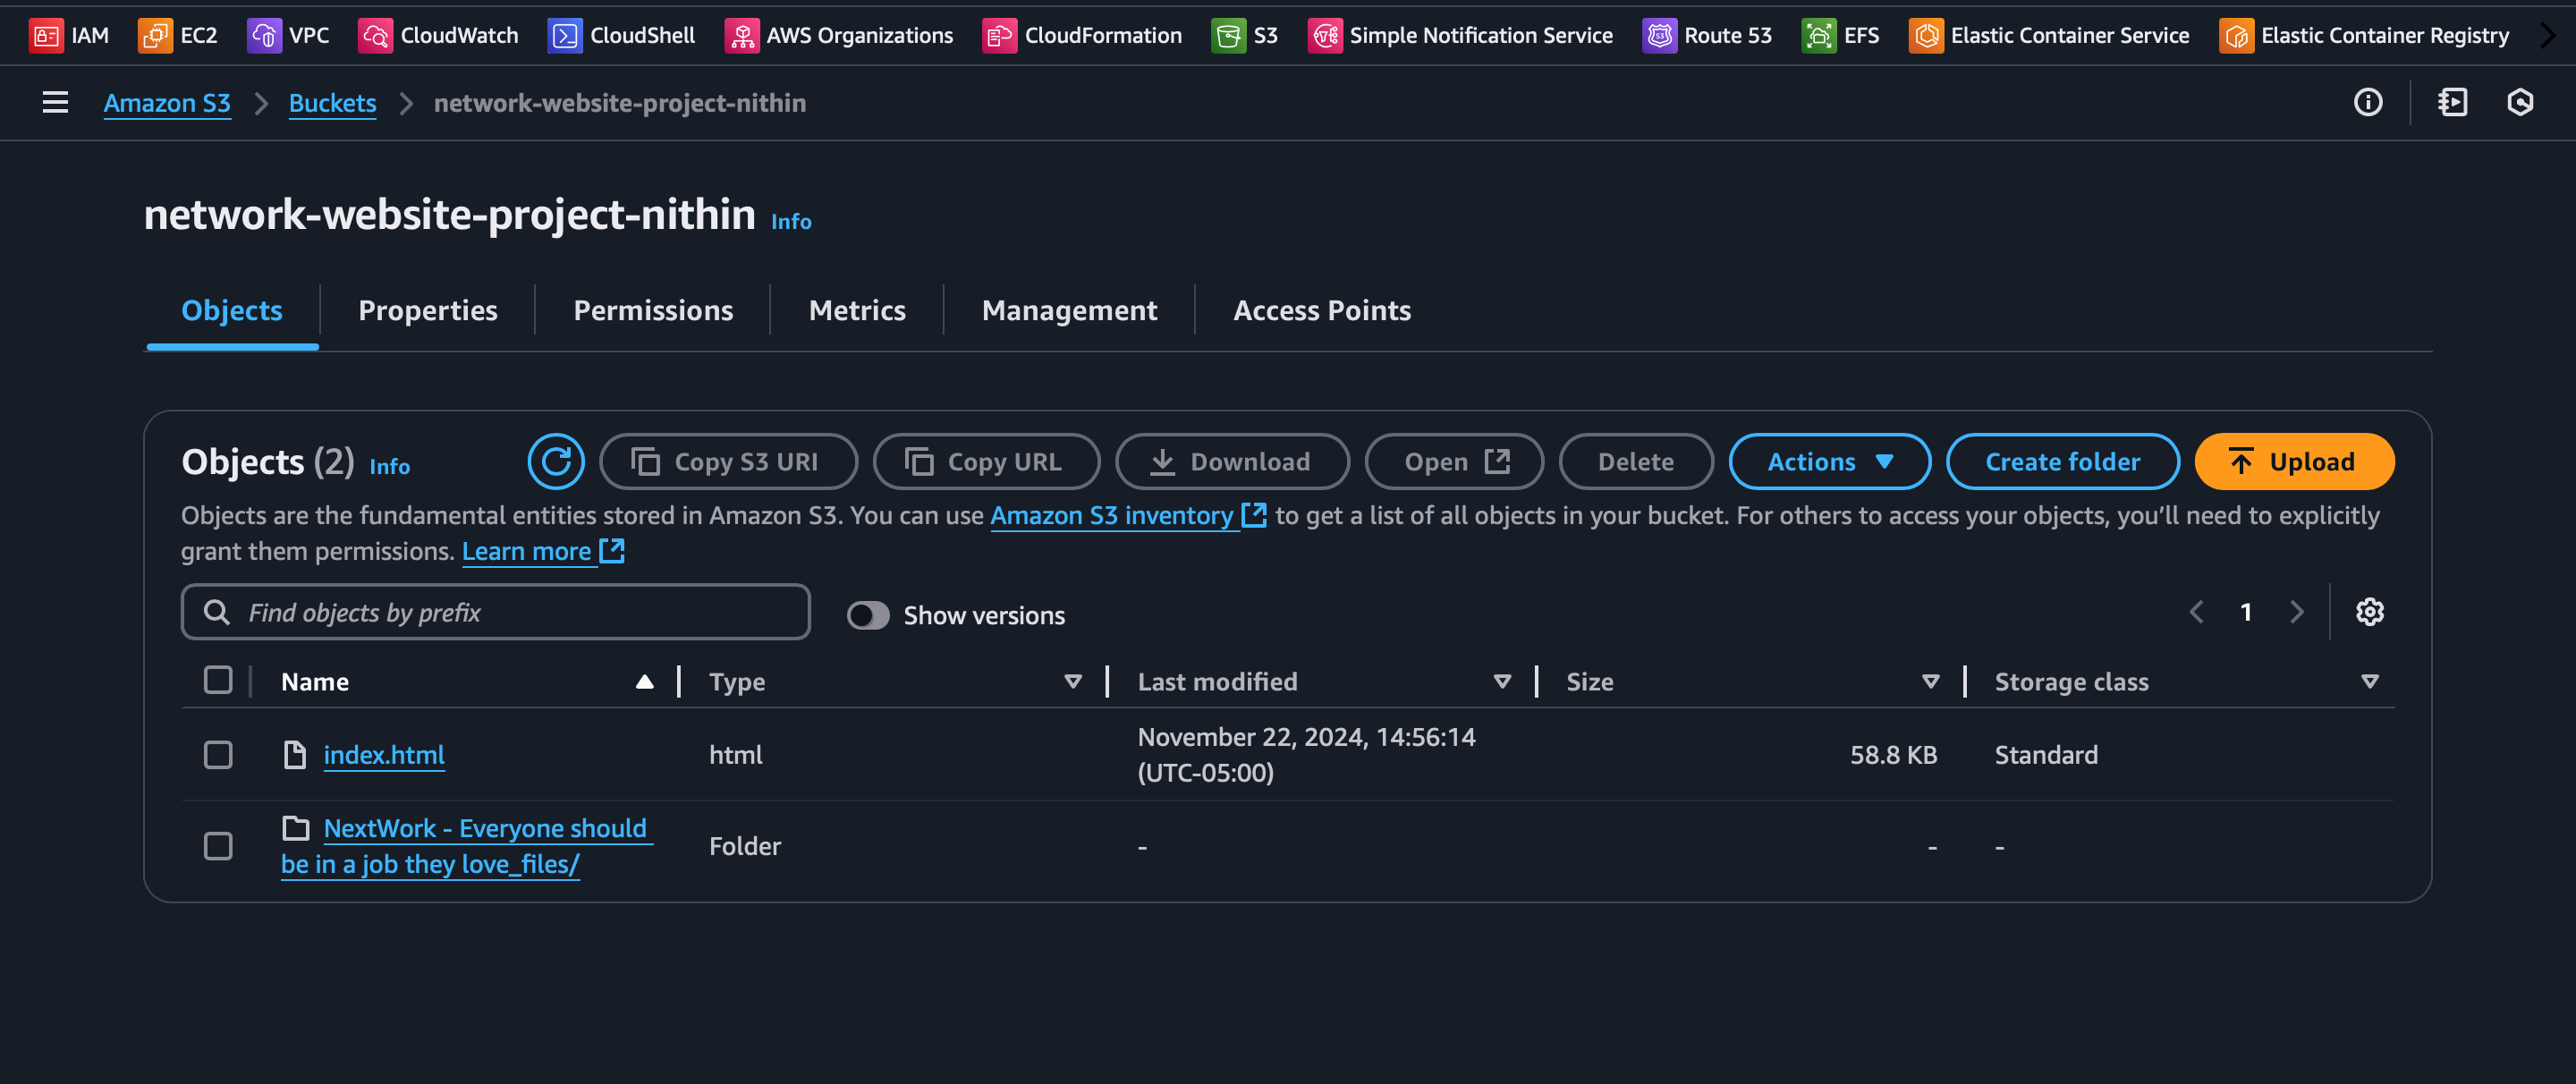 IAM EC2 VPC CloudWatch CloudShell AWS Organizations CloudFormation S3 Simple Notification Service Route 53 EFS Elastic Container Service Elastic Container Registry
Amazon S3 > Buckets > network-website-project-nithin
network-website-project-nithin Info
Objects Properties Permissions Metrics Management Access Points
Objects (2) Info Copy S3 URI Copy URL Download Open Delete Actions Create folder Upload
Objects are the fundamental entities stored in Amazon S3. You can use Amazon S3 inventory to get a list of all objects in your bucket. For others to access your objects, you’ll need to explicitly
grant them permissions. Learn more
Find objects by prefix Show versions 1
Name Type Last modified Size Storage class
index.html html November 22, 2024, 14:56:14 58.8 KB Standard
(UTC-05:00)
NextWork - Everyone should
be in a job they love_files/ Folder - - -